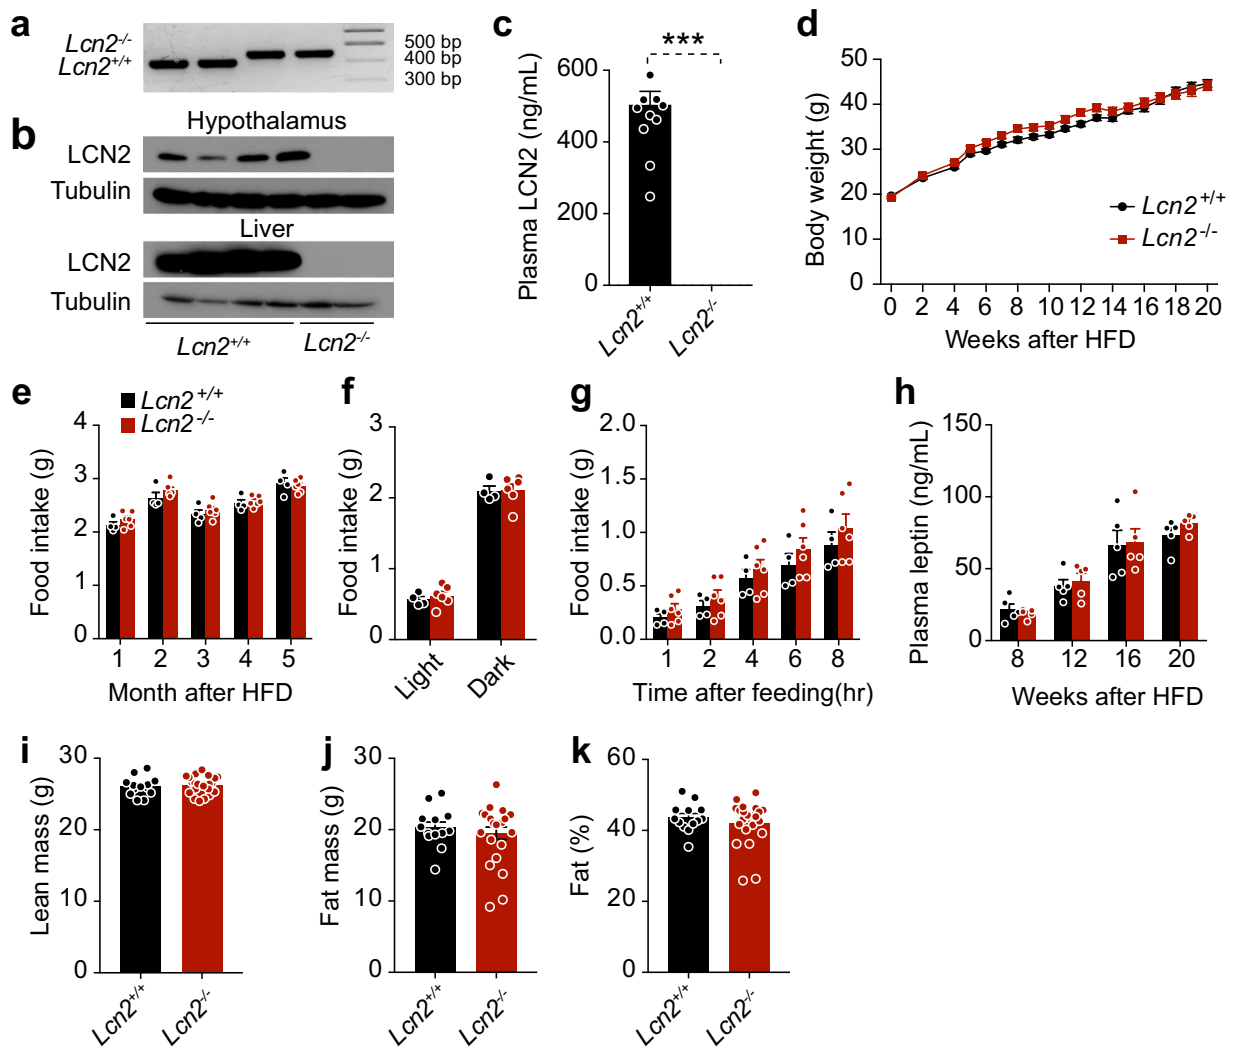 a
Lcn2-/-
Lcn2+/+
500 bp
400 bp
300 bp
b
Hypothalamus
LCN2
Tubulin
Liver
LCN2
Tubulin
Lcn2+/+ Lcn2-/-
c
***
Plasma LCN2 (ng/mL)
600
400
200
0
Lcn2+/+ Lcn2-/-
d
Body weight (g)
50
40
30
20
10
0
Lcn2+/+
Lcn2-/-
0 2 4 6 8 10 12 14 16 18 20
Weeks after HFD
e
Lcn2+/+
Lcn2-/-
Food intake (g)
4
3
2
1
0
1 2 3 4 5
Month after HFD
f
Food intake (g)
3
2
1
0
Light Dark
g
Food intake (g)
2.0
1.5
1.0
0.5
0.0
1 2 4 6 8
Time after feeding(hr)
h
Plasma leptin (ng/mL)
150
100
50
0
8 12 16 20
Weeks after HFD
i
Lean mass (g)
30
20
10
0
Lcn2+/+ Lcn2-/-
j
Fat mass (g)
30
20
10
0
Lcn2+/+ Lcn2-/-
k
Fat (%)
60
40
20
0
Lcn2+/+ Lcn2-/-